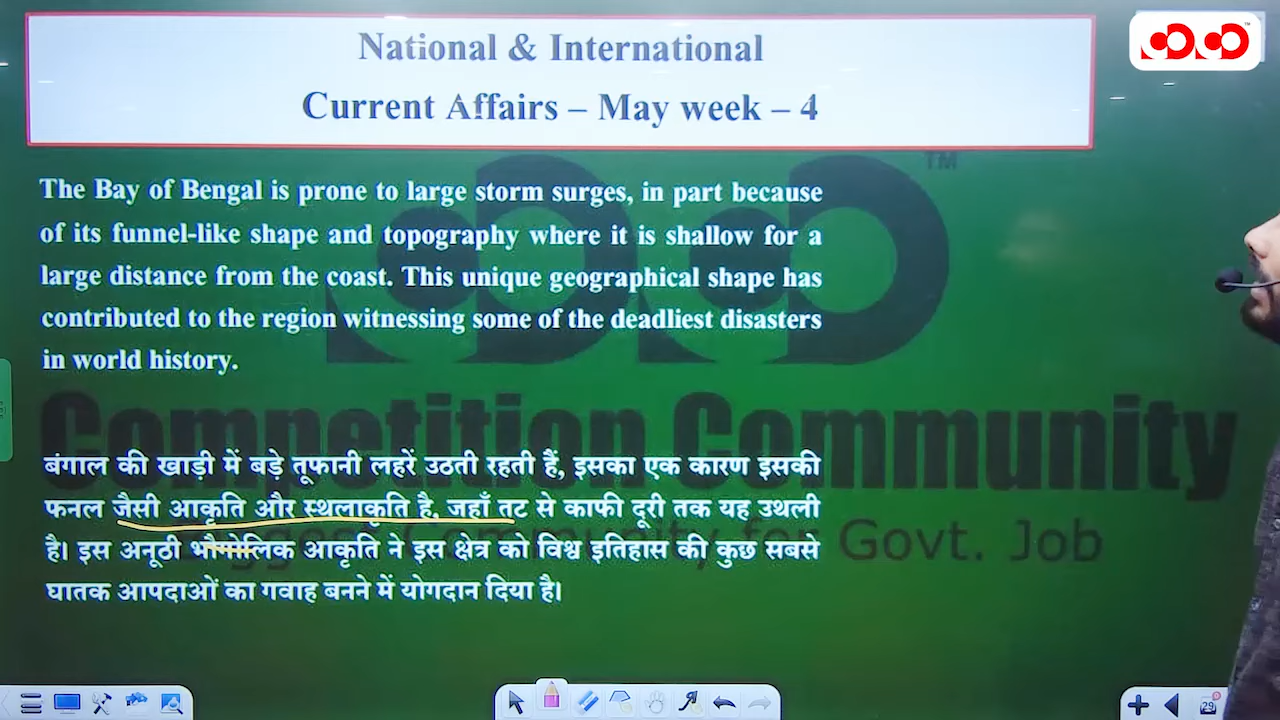 National & International
Current Affairs – May week – 4
TM
The Bay of Bengal is prone to large storm surges, in part because
of its funnel-like shape and topography where it is shallow for a
large distance from the coast. This unique geographical shape has
contributed to the region witnessing some of the deadliest disasters
in world history.
Competition Community
बंगाल की खाड़ी में बड़े तूफानी लहरें उठती रहती हैं, इसका एक कारण इसकी
फनल जैसी आकृति और स्थलाकृति है, जहाँ तट से काफी दूरी तक यह उथली
है। इस अनूठी भौगोलिक आकृति ने इस क्षेत्र को विश्व इतिहास की कुछ सबसे
Community for Govt. Job
घातक आपदाओं का गवाह बनने में योगदान दिया है।
29